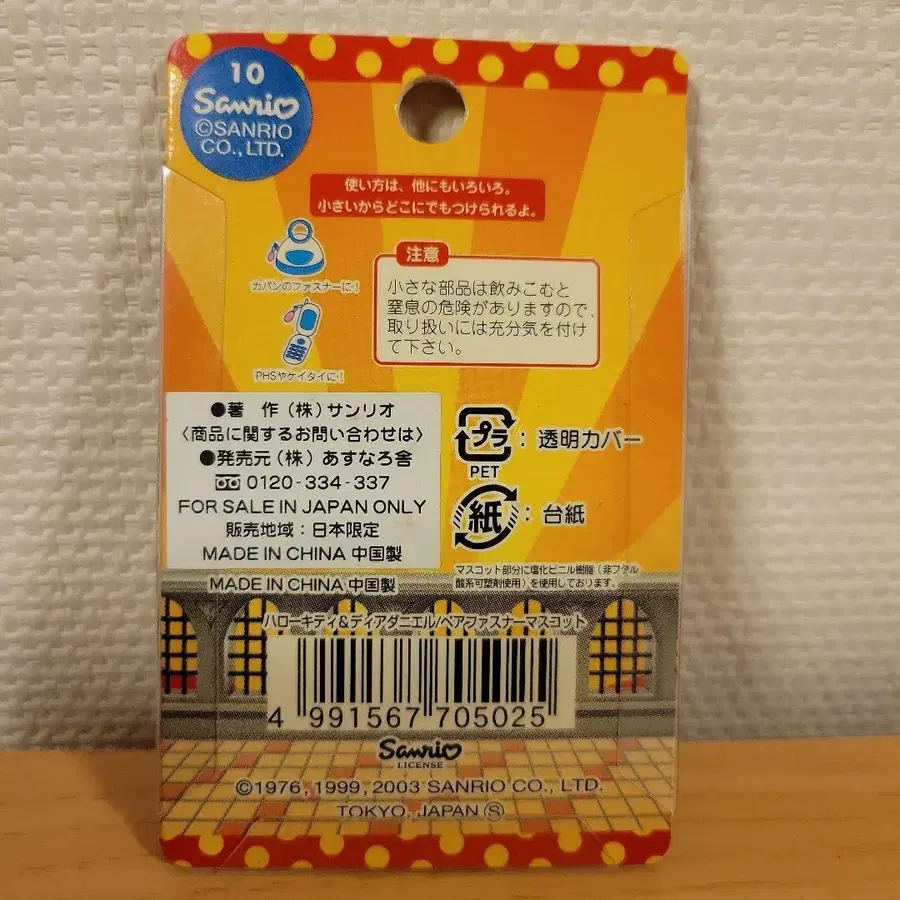 10
Sanrio
©SANRIO
CO., LTD.
使い方は、他にもいろいろ。
小さいからどこにでもつけられるよ。
カバンのファスナーに!
PHSやケイタイに!
注意
小さな部品は飲みこむと
窒息の危険がありますので、
取り扱いには充分気を付け
て下さい。
●著 作(株)サンリオ
〈商品に関するお問い合わせは〉
●発売元(株)あすなろ舎
0120-334-337
FOR SALE IN JAPAN ONLY
販売地域:日本限定
MADE IN CHINA 中国製
プラ:透明カバー
PET
紙:台紙
マスコット部分に塩化ビニル樹脂(非フタル
酸系可塑剤使用)を使用しております。
MADE IN CHINA 中国製
ハローキティ&ディアダニエル/ペアファスナーマスコット
4 991567 705025
Sanrio
LICENSE
©1976, 1999, 2003 SANRIO CO., LTD.
TOKYO, JAPAN Ⓢ